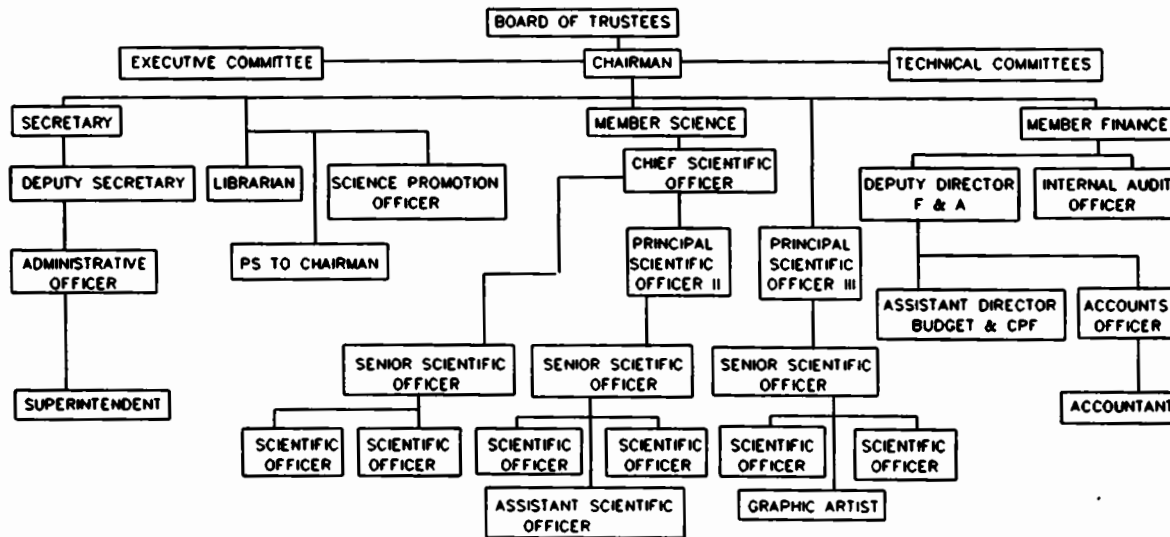 BOARD OF TRUSTEES
EXECUTIVE COMMITTEE
CHAIRMAN
TECHNICAL COMMITTEES
SECRETARY
MEMBER SCIENCE
MEMBER FINANCE
DEPUTY SECRETARY
LIBRARIAN
SCIENCE PROMOTION
OFFICER
CHIEF SCIENTIFIC
OFFICER
DEPUTY DIRECTOR
F & A
INTERNAL AUDIT
OFFICER
ADMINISTRATIVE
OFFICER
PS TO CHAIRMAN
PRINCIPAL
SCIENTIFIC
OFFICER II
PRINCIPAL
SCIENTIFIC
OFFICER III
ASSISTANT DIRECTOR
BUDGET & CPF
ACCOUNTS
OFFICER
SENIOR SCIENTIFIC
OFFICER
SENIOR SCIETIFIC
OFFICER
SENIOR SCIENTIFIC
OFFICER
SUPERINTENDENT
ACCOUNTANT
SCIENTIFIC
OFFICER
SCIENTIFIC
OFFICER
SCIENTIFIC
OFFICER
SCIENTIFIC
OFFICER
SCIENTIFIC
OFFICER
SCIENTIFIC
OFFICER
ASSISTANT SCIENTIFIC
OFFICER
GRAPHIC ARTIST